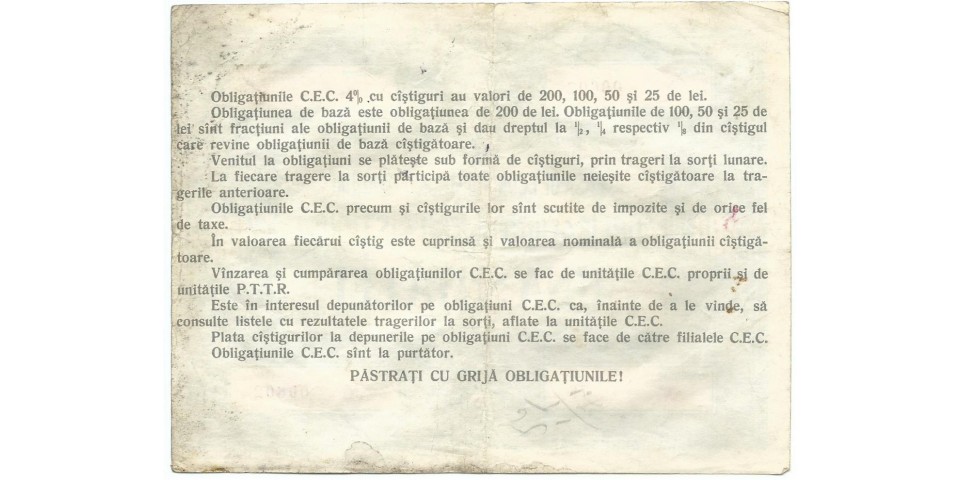 Obligațiunile C.E.C. 4% cu cîștiguri au valori de 200, 100, 50 și 25 de lei.
Obligațiunea de bază este obligațiunea de 200 de lei. Obligațiunile de 100, 50 și 25 de
lei sînt fracțiuni ale obligațiunii de bază și dau dreptul la 1/2, 1/4 respectiv 1/8 din cîștigul
care revine obligațiunii de bază cîștigătoare.
Venitul la obligațiuni se plătește sub formă de cîștiguri, prin trageri la sorți lunare.
La fiecare tragere la sorți participă toate obligațiunile neieșite cîștigătoare la tra-
gerile anterioare.
Obligațiunile C.E.C. precum și cîștigurile lor sînt scutite de impozite și de orice fel
de taxe.
În valoarea fiecărui cîștig este cuprinsă și valoarea nominală a obligațiunii cîștigă-
toare.
Vînzarea și cumpărarea obligațiunilor C.E.C. se fac de unitățile C.E.C. proprii și de
unitățile P.T.T.R.
Este în interesul depunătorilor pe obligațiuni C.E.C. ca, înainte de a le vinde, să
consulte listele cu rezultatele tragerilor la sorți, aflate la unitățile C.E.C.
Plata cîștigurilor la depunerile pe obligațiuni C.E.C. se face de către filialele C.E.C.
Obligațiunile C.E.C. sînt la purtător.
PĂSTRAȚI CU GRIJĂ OBLIGAȚIUNILE!